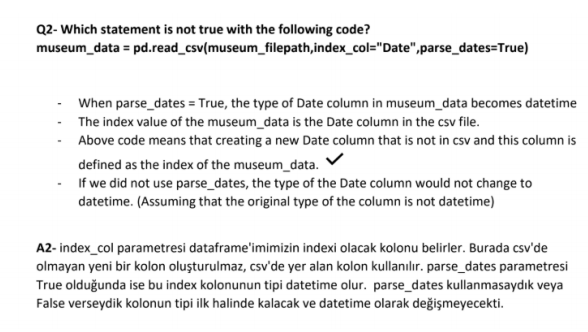 Q2- Which statement is not true with the following code?
museum_data = pd.read_csv(museum_filepath,index_col="Date",parse_dates=True)
- When parse_dates = True, the type of Date column in museum_data becomes datetime
- The index value of the museum_data is the Date column in the csv file.
- Above code means that creating a new Date column that is not in csv and this column is
defined as the index of the museum_data. ✓
- If we did not use parse_dates, the type of the Date column would not change to
datetime. (Assuming that the original type of the column is not datetime)
A2- index_col parametresi dataframe'imimizin indexi olacak kolonu belirler. Burada csv'de
olmayan yeni bir kolon oluşturulmaz, csv'de yer alan kolon kullanılır. parse_dates parametresi
True olduğunda ise bu index kolonunun tipi datetime olur. parse_dates kullanmasaydık veya
False verseydik kolonun tipi ilk halinde kalacak ve datetime olarak değişmeyecekti.